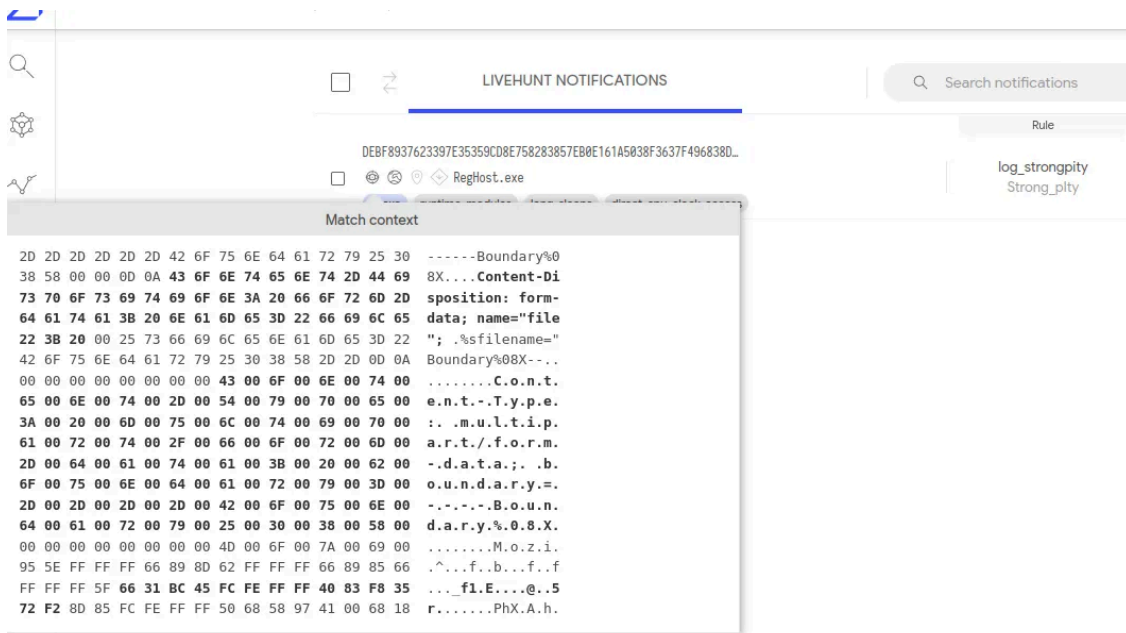 LIVEHUNT NOTIFICATIONS
Search notifications
Rule
DEBF8937623397E35359CD8E758283857EB0E161A5038F3637F496838D…
RegHost.exe
log_strongpity
Strong_pIty
exe runtime-modules long-sleeps direct-cpu-clock-access
Match context
2D 2D 2D 2D 2D 2D 42 6F 75 6E 64 61 72 79 25 30 ------Boundary%0
38 58 00 00 0D 0A 43 6F 6E 74 65 6E 74 2D 44 69 8X....Content-Di
73 70 6F 73 69 74 69 6F 6E 3A 20 66 6F 72 6D 2D sposition: form-
64 61 74 61 3B 20 6E 61 6D 65 3D 22 66 69 6C 65 data; name="file
22 3B 20 00 25 73 66 69 6C 65 6E 61 6D 65 3D 22 "; .%sfilename="
42 6F 75 6E 64 61 72 79 25 30 38 58 2D 2D 0D 0A Boundary%08X--..
00 00 00 00 00 00 00 00 43 00 6F 00 6E 00 74 00 ........C.o.n.t.
65 00 6E 00 74 00 2D 00 54 00 79 00 70 00 65 00 e.n.t.-.T.y.p.e.
3A 00 20 00 6D 00 75 00 6C 00 74 00 69 00 70 00 :. .m.u.l.t.i.p.
61 00 72 00 74 00 2F 00 66 00 6F 00 72 00 6D 00 a.r.t./.f.o.r.m.
2D 00 64 00 61 00 74 00 61 00 3B 00 20 00 62 00 -.d.a.t.a.;. .b.
6F 00 75 00 6E 00 64 00 61 00 72 00 79 00 3D 00 o.u.n.d.a.r.y.=.
2D 00 2D 00 2D 00 2D 00 42 00 6F 00 75 00 6E 00 -.-.-.-.B.o.u.n.
64 00 61 00 72 00 79 00 25 00 30 00 38 00 58 00 d.a.r.y.%.0.8.X.
00 00 00 00 00 00 00 00 4D 00 6F 00 7A 00 69 00 ........M.o.z.i.
95 5E FF FF FF 66 89 8D 62 FF FF FF 66 89 85 66 .^...f..b...f..f
FF FF FF 5F 66 31 BC 45 FC FE FF FF 40 83 F8 35 ..._f1.E....@..5
72 F2 8D 85 FC FE FF FF 50 68 58 97 41 00 68 18 r.......PhX.A.h.